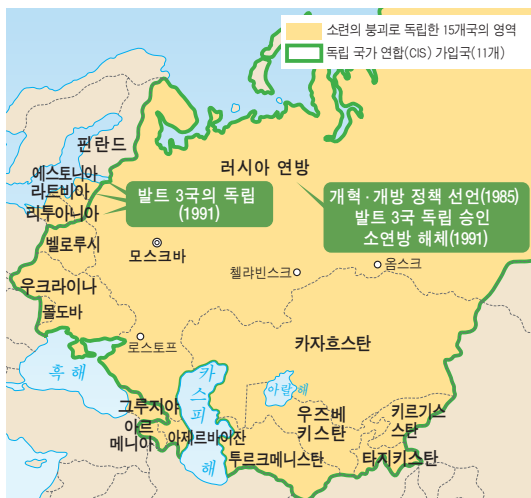 소련의 붕괴로 독립한 15개국의 영역
독립 국가 연합(CIS) 가입국(11개)
핀란드
러시아 연방
에스토니아
라트비아
리투아니아
발트 3국의 독립
(1991)
개혁·개방 정책 선언(1985)
발트 3국 독립 승인
소연방 해체(1991)
벨로루시
모스크바
첼랴빈스크
옴스크
우크라이나
몰도바
로스토프
카자흐스탄
흑해
카스피해
아랄해
그루지야
아르
메니아
아제르바이잔
우즈베
키스탄
투르크메니스탄
키르기스
스탄
타지키스탄